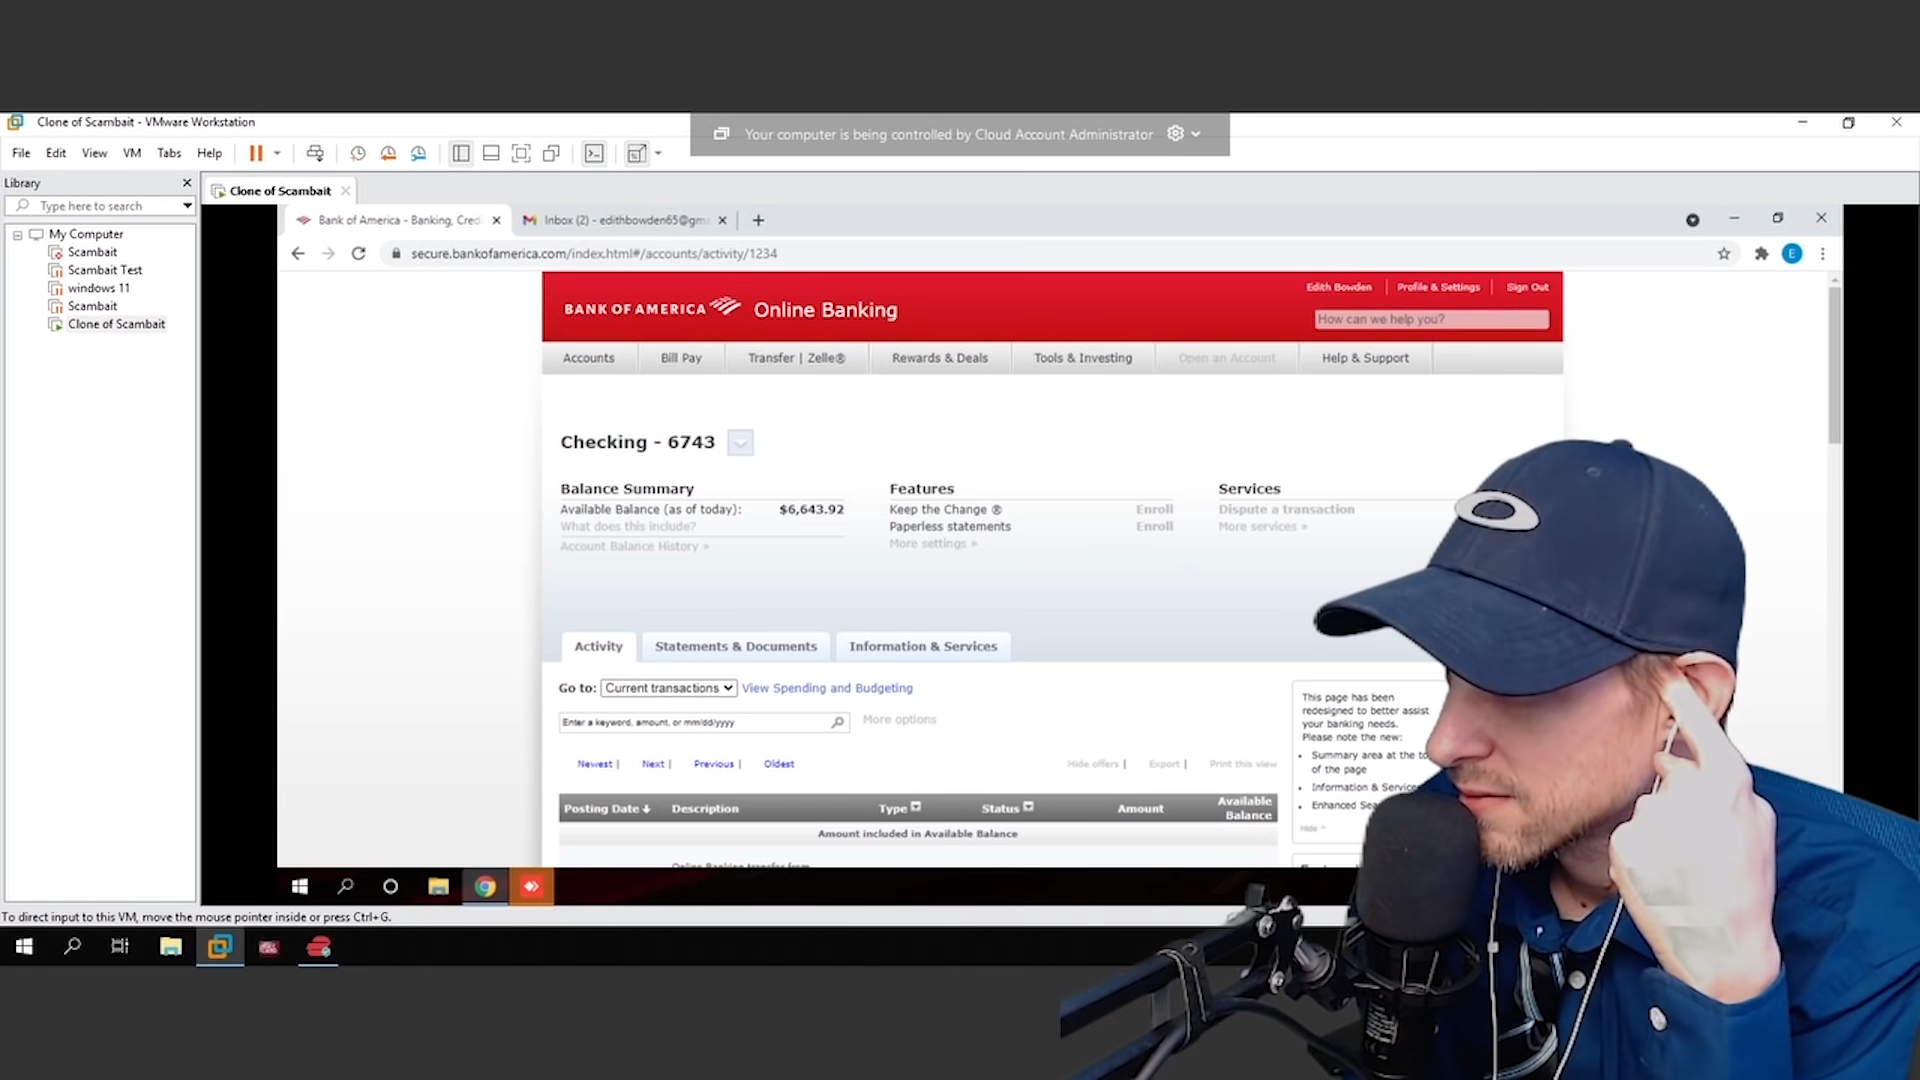 Clone of Scambait - VMware Workstation
Your computer is being controlled by Cloud Account Administrator
File Edit View VM Tabs Help
Library
Type here to search
My Computer
Scambait
Scambait Test
windows 11
Scambait
Clone of Scambait
Clone of Scambait
Bank of America - Banking, Cred
Inbox (2) - edithbowden65@gm
secure.bankofamerica.com/index.html#/accounts/activity/1234
E
BANK OF AMERICA Online Banking
Edith Bowden Profile & Settings Sign Out
How can we help you?
Accounts Bill Pay Transfer | Zelle® Rewards & Deals Tools & Investing Open an Account Help & Support
Checking - 6743
Balance Summary
Available Balance (as of today): $6,643.92
What does this include?
Account Balance History »
Features
Keep the Change ® Enroll
Paperless statements Enroll
More settings »
Services
Dispute a transaction
More services »
Activity Statements & Documents Information & Services
Go to: Current transactions View Spending and Budgeting
Enter a keyword, amount, or mm/dd/yyyy More options
Newest | Next | Previous | Oldest Hide offers | Export | Print this view
Posting Date Description Type Status Amount Available
Balance
Amount included in Available Balance
Online Banking transfer from
This page has been
redesigned to better assist
your banking needs.
Please note the new:
Summary area at the to
of the page
Information & Services
Enhanced Sea
Hide ^
To direct input to this VM, move the mouse pointer inside or press Ctrl+G.